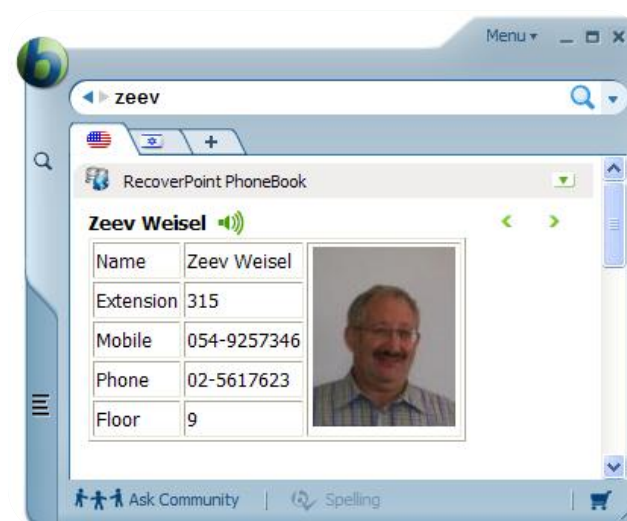 Menu
zeev
+
RecoverPoint PhoneBook
Zeev Weisel
Name Zeev Weisel
Extension 315
Mobile 054-9257346
Phone 02-5617623
Floor 9
Ask Community | Spelling